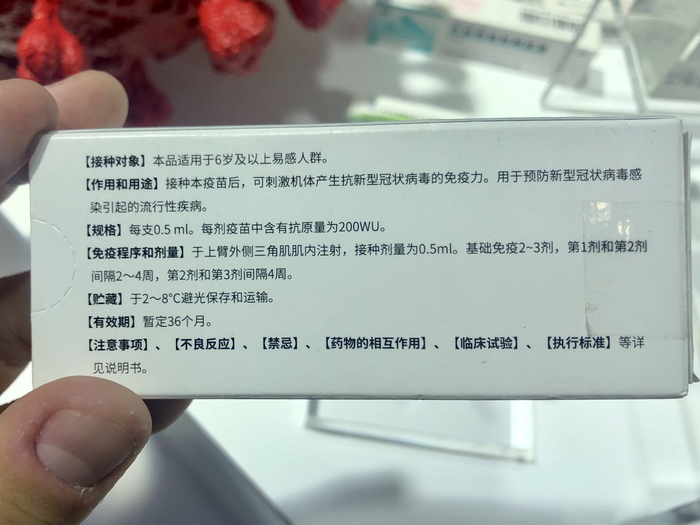 【接种对象】本品适用于6岁及以上易感人群。
【作用和用途】接种本疫苗后，可刺激机体产生抗新型冠状病毒的免疫力。用于预防新型冠状病毒感
染引起的流行性疾病。
【规格】每支0.5 ml。每剂疫苗中含有抗原量为200WU。
【免疫程序和剂量】于上臂外侧三角肌肌内注射，接种剂量为0.5ml。基础免疫2~3剂，第1剂和第2剂
间隔2～4周，第2剂和第3剂间隔4周。
【贮藏】于2～8°C避光保存和运输。
【有效期】暂定36个月。
【注意事项】、【不良反应】、【禁忌】、【药物的相互作用】、【临床试验】、【执行标准】等详
见说明书。